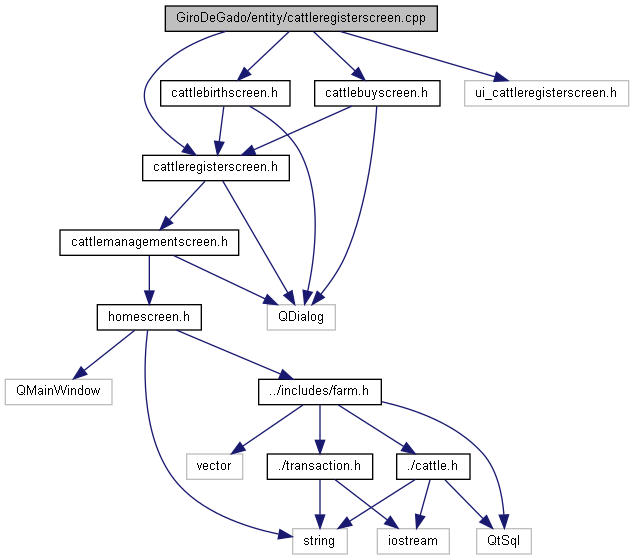 GiroDeGado/entity/cattleregisterscreen.cpp
cattlebirthscreen.h
cattlebuyscreen.h
ui_cattleregisterscreen.h
cattleregisterscreen.h
cattlemanagementscreen.h
homescreen.h
QDialog
QMainWindow
../includes/farm.h
vector
./transaction.h
./cattle.h
string
iostream
QtSql